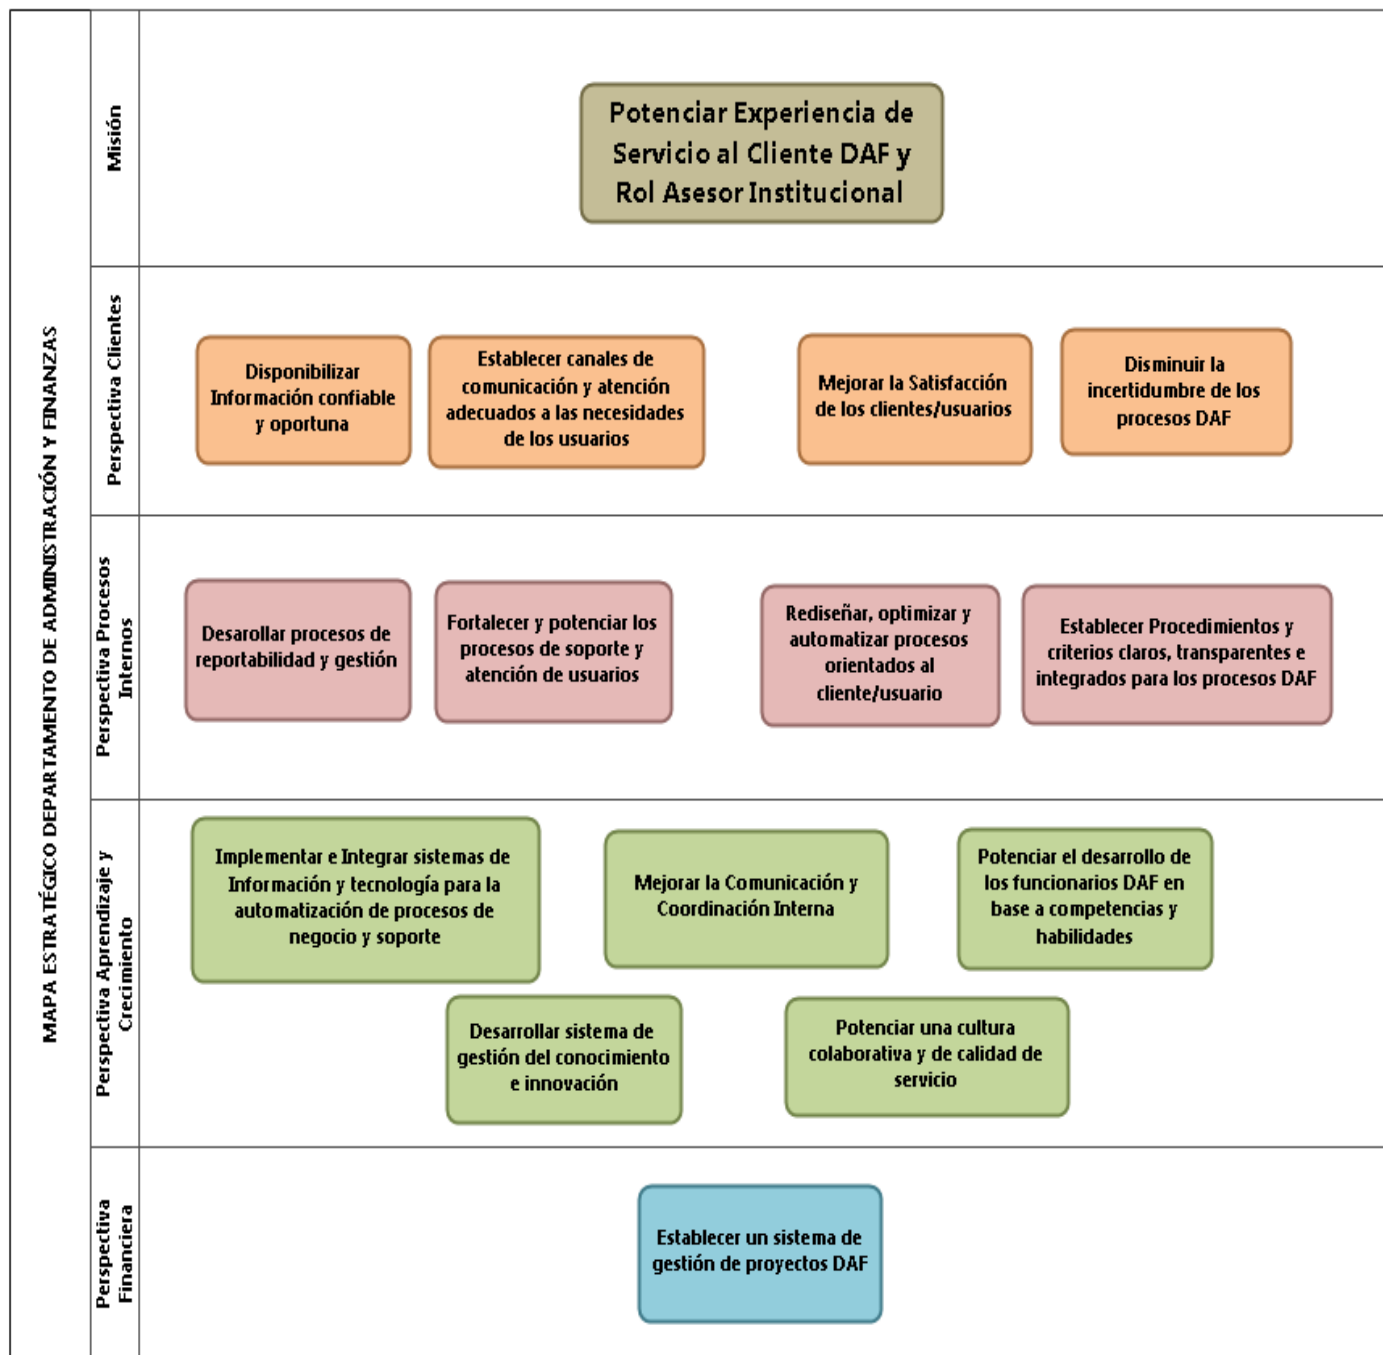 MAPA ESTRATÉGICO DEPARTAMENTO DE ADMINISTRACIÓN Y FINANZAS
Misión
Potenciar Experiencia de
Servicio al Cliente DAF y
Rol Asesor Institucional
Perspectiva Clientes
Disponibilizar
Información confiable
y oportuna
Establecer canales de
comunicación y atención
adecuados a las necesidades
de los usuarios
Mejorar la Satisfacción
de los clientes/usuarios
Disminuir la
incertidumbre de los
procesos DAF
Perspectiva Procesos
Internos
Desarollar procesos de
reportabilidad y gestión
Fortalecer y potenciar los
procesos de soporte y
atención de usuarios
Rediseñar, optimizar y
automatizar procesos
orientados al
cliente/usuario
Establecer Procedimientos y
criterios claros, transparentes e
integrados para los procesos DAF
Perspectiva Aprendizaje y
Crecimiento
Implementar e Integrar sistemas de
Información y tecnología para la
automatización de procesos de
negocio y soporte
Mejorar la Comunicación y
Coordinación Interna
Potenciar el desarrollo de
los funcionarios DAF en
base a competencias y
habilidades
Desarrollar sistema de
gestión del conocimiento
e innovación
Potenciar una cultura
colaborativa y de calidad de
servicio
Perspectiva
Financiera
Establecer un sistema de
gestión de proyectos DAF